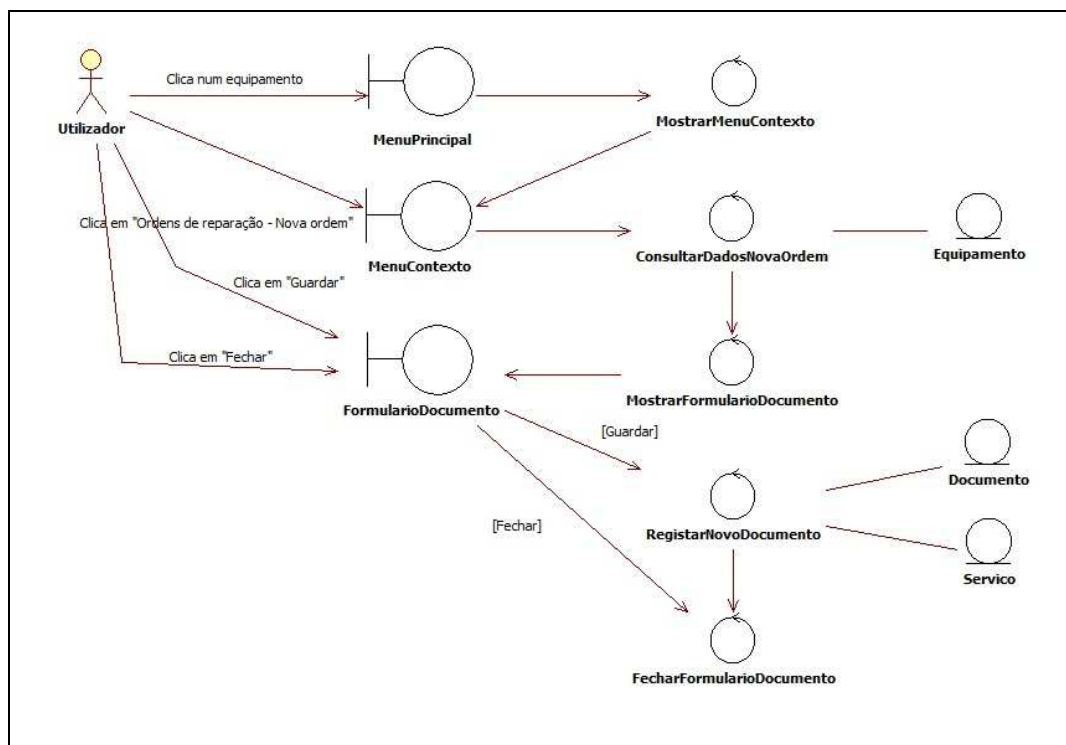 Clica num equipamento
Utilizador
MenuPrincipal
MostrarMenuContexto
Clica em "Ordens de reparação - Nova ordem"
MenuContexto
ConsultarDadosNovaOrdem
Equipamento
Clica em "Guardar"
Clica em "Fechar"
FormularioDocumento
MostrarFormularioDocumento
[Guardar]
Documento
[Fechar]
RegistarNovoDocumento
Servico
FecharFormularioDocumento